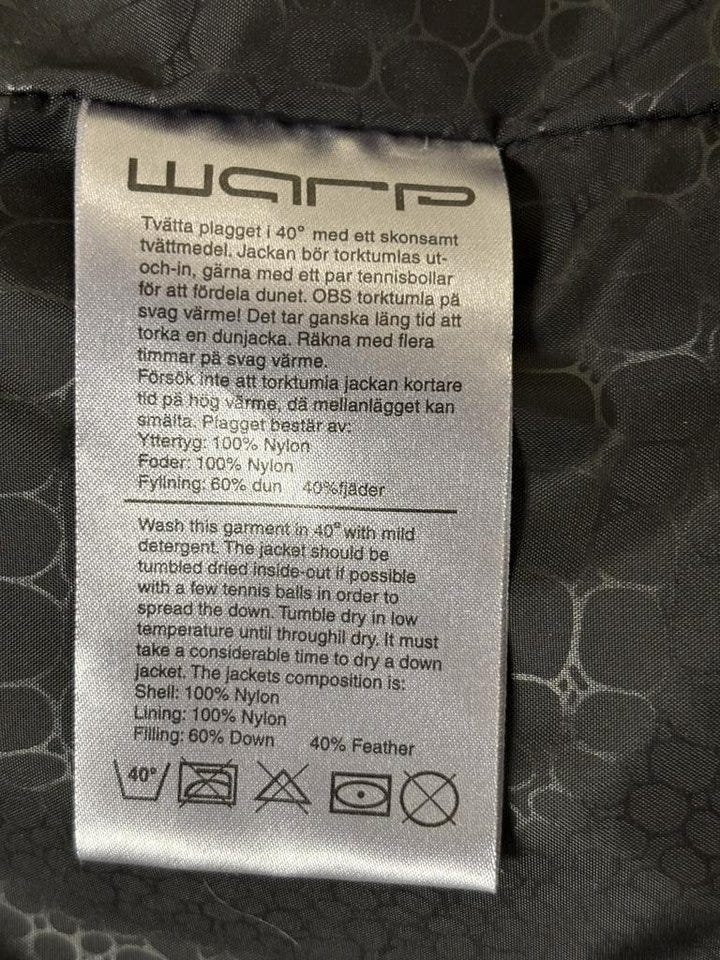 warp
Tvätta plagget i 40° med ett skonsamt
tvättmedel. Jackan bör torktumlas ut-
och-in, gärna med ett par tennisbollar
för att fördela dunet. OBS torktumla på
svag värme! Det tar ganska läng tid att
torka en dunjacka. Räkna med flera
timmar på svag värme.
Försök inte att torktumla jackan kortare
tid på hög värme, dä mellanlägget kan
smälta. Plagget bestär av:
Yttertyg: 100% Nylon
Foder: 100% Nylon
Fyllning: 60% dun 40%fjäder
Wash this garment in 40° with mild
detergent. The jacket should be
tumbled dried inside-out if possible
with a few tennis balls in order to
spread the down. Tumble dry in low
temperature until throughil dry. It must
take a considerable time to dry a down
jacket. The jackets composition is:
Shell: 100% Nylon
Lining: 100% Nylon
Filling: 60% Down 40% Feather
40°